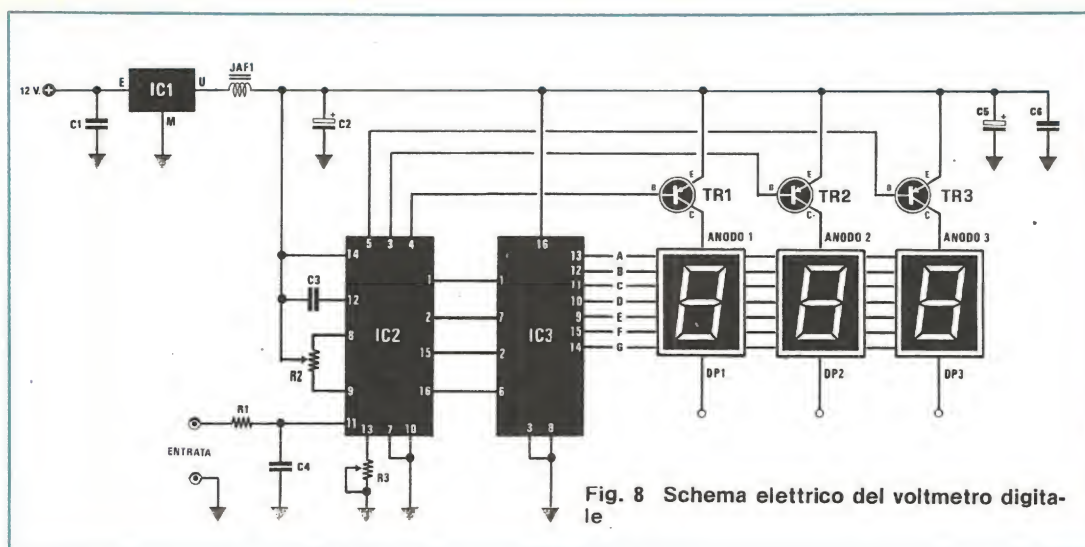 12 V.
E
IC1
U
M
JAF1
C1
C2
C5
C6
B
E
C
TR1
B
E
C
TR2
B
E
C
TR3
5
3
4
16
ANODO 1
ANODO 2
ANODO 3
14
C3
12
8
R2
9
R1
11
ENTRATA
C4
13
7
10
R3
IC2
1
2
15
16
1
7
2
6
IC3
3
8
13 A
12 B
11 C
10 D
9 E
15 F
14 G
DP1
DP2
DP3
Fig. 8 Schema elettrico del voltmetro digita-
le